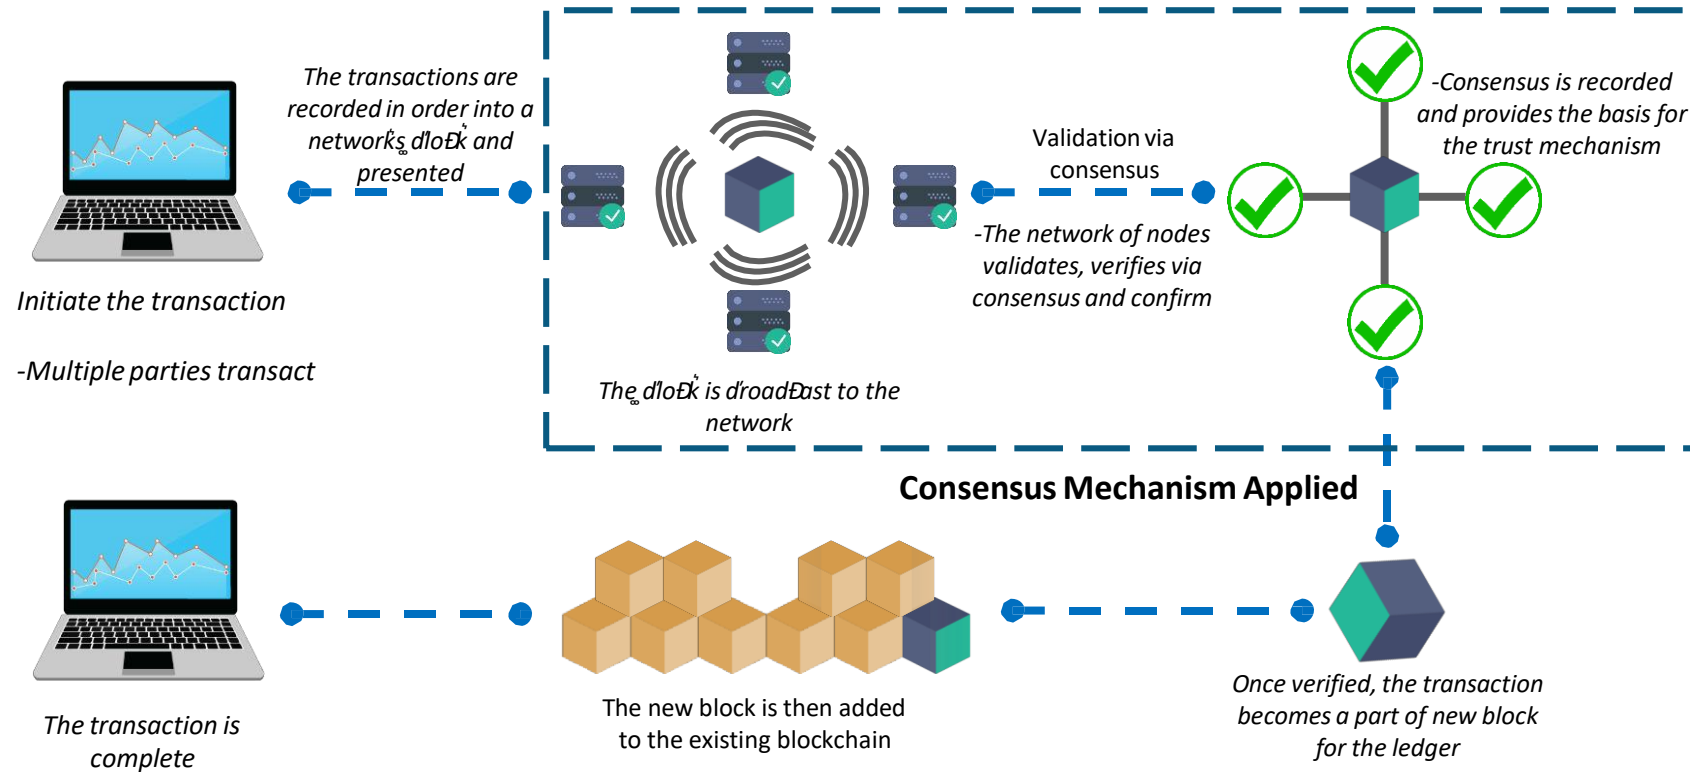 The transactions are
recorded in order into a
and
presented
Initiate the transaction
-Multiple parties transact
The is to the
network
Validation via
consensus
-The network of nodes
validates, verifies via
consensus and confirm
-Consensus is recorded
and provides the basis for
the trust mechanism
Consensus Mechanism Applied
Once verified, the transaction
becomes a part of new block
for the ledger
The new block is then added
to the existing blockchain
The transaction is
complete